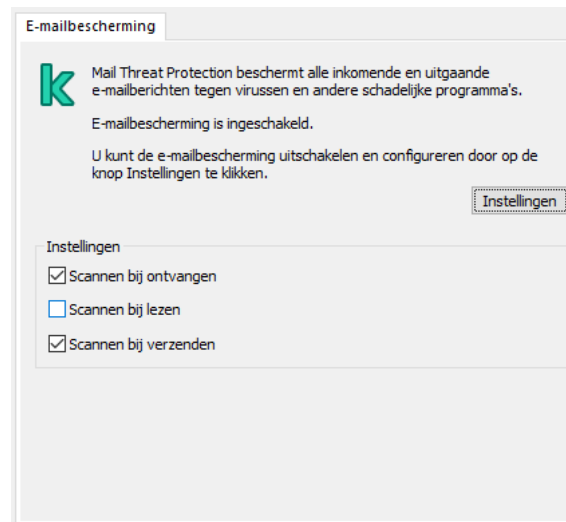 E-mailbescherming
k
Mail Threat Protection beschermt alle inkomende en uitgaande
e-mailberichten tegen virussen en andere schadelijke programma's.
E-mailbescherming is ingeschakeld.
U kunt de e-mailbescherming uitschakelen en configureren door op de
knop Instellingen te klikken.
Instellingen
Instellingen
Scannen bij ontvangen
Scannen bij lezen
Scannen bij verzenden